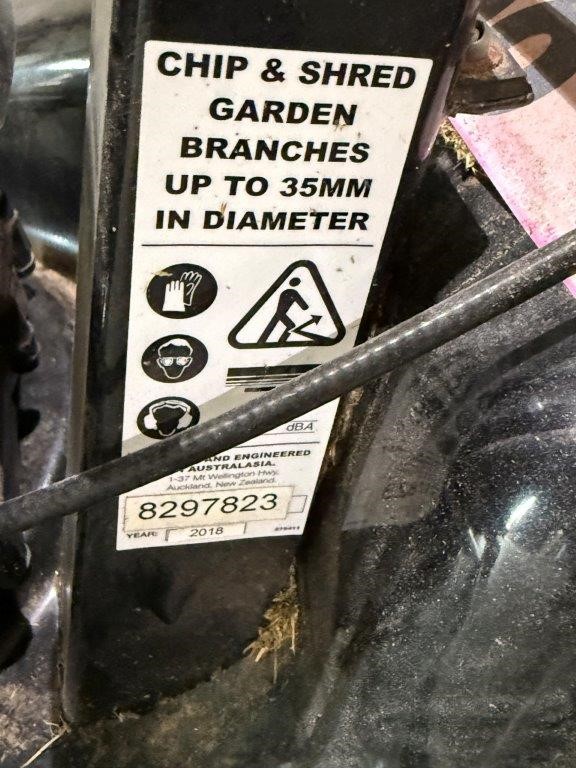 CHIP & SHRED
GARDEN
BRANCHES
UP TO 35MM
IN DIAMETER
dBA
AND ENGINEERED
AUSTRALASIA.
1-37 Mt Wellington Hwy,
Auckland, New Zealand.
8297823
YEAR: 2018